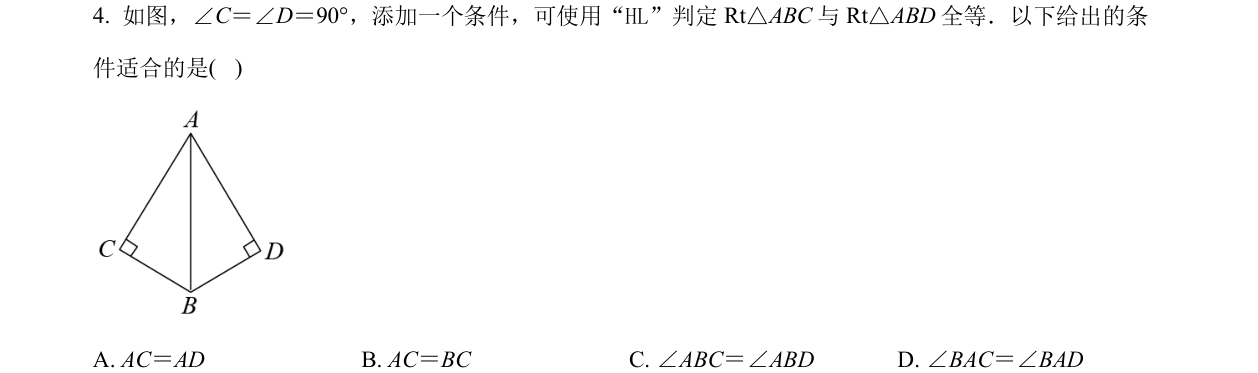 4. 如图，∠C＝∠D＝90°，添加一个条件，可使用“HL”判定 Rt△ABC 与 Rt△ABD 全等．以下给出的条
件适合的是( )
A
C
D
B
A. AC＝AD B. AC＝BC C. ∠ABC＝∠ABD D. ∠BAC＝∠BAD